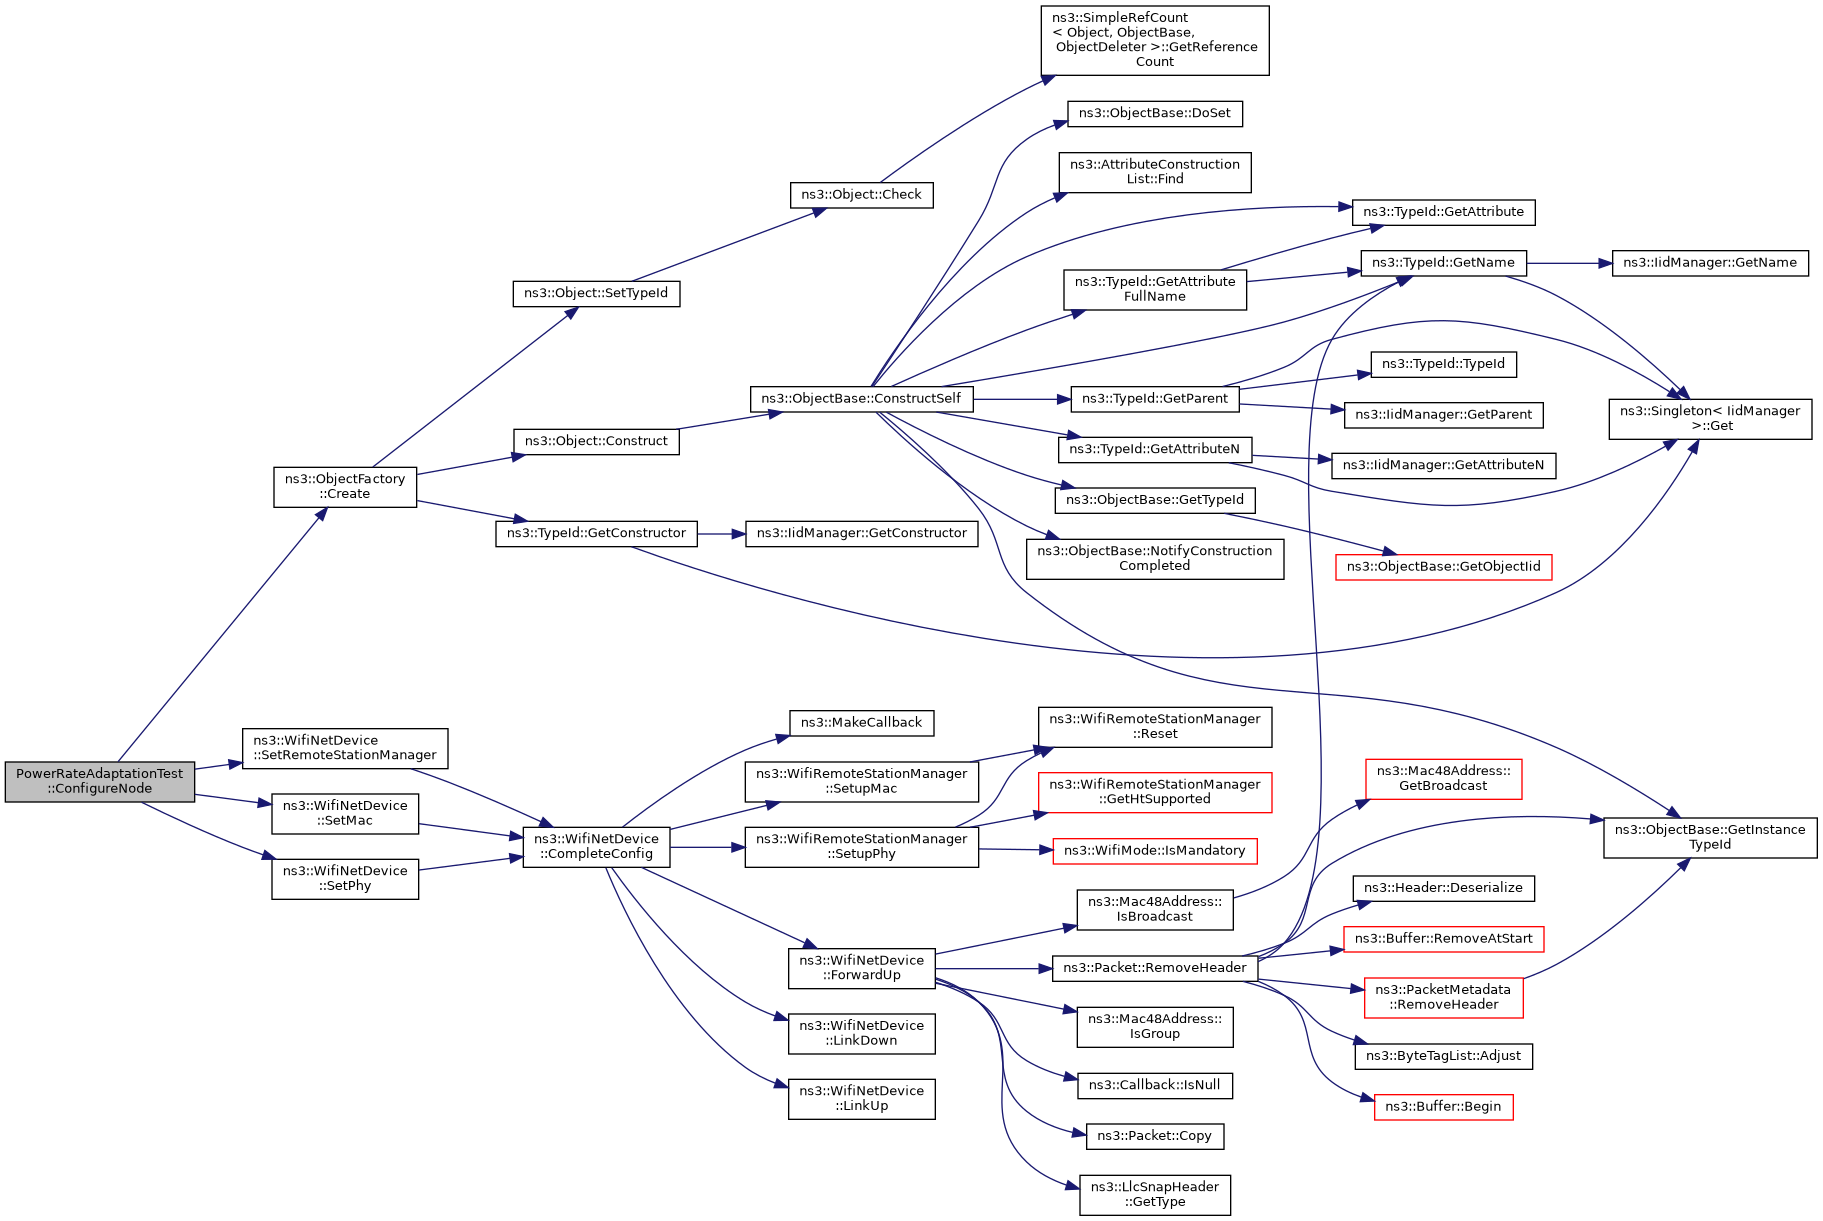 PowerRateAdaptationTest
::ConfigureNode
ns3::ObjectFactory
::Create
ns3::WifiNetDevice
::SetRemoteStationManager
ns3::WifiNetDevice
::SetMac
ns3::WifiNetDevice
::SetPhy
ns3::Object::SetTypeId
ns3::Object::Construct
ns3::TypeId::GetConstructor
ns3::WifiNetDevice
::CompleteConfig
ns3::Object::Check
ns3::ObjectBase::ConstructSelf
ns3::IidManager::GetConstructor
ns3::MakeCallback
ns3::WifiRemoteStationManager
::SetupMac
ns3::WifiRemoteStationManager
::SetupPhy
ns3::WifiNetDevice
::ForwardUp
ns3::WifiNetDevice
::LinkDown
ns3::WifiNetDevice
::LinkUp
ns3::SimpleRefCount
< Object, ObjectBase,
ObjectDeleter >::GetReference
Count
ns3::ObjectBase::DoSet
ns3::AttributeConstruction
List::Find
ns3::TypeId::GetAttribute
FullName
ns3::TypeId::GetParent
ns3::TypeId::GetAttributeN
ns3::ObjectBase::GetTypeId
ns3::ObjectBase::NotifyConstruction
Completed
ns3::WifiRemoteStationManager
::Reset
ns3::WifiRemoteStationManager
::GetHtSupported
ns3::WifiMode::IsMandatory
ns3::Mac48Address::
IsBroadcast
ns3::Packet::RemoveHeader
ns3::Mac48Address::
IsGroup
ns3::Callback::IsNull
ns3::Packet::Copy
ns3::LlcSnapHeader
::GetType
ns3::TypeId::GetAttribute
ns3::TypeId::GetName
ns3::TypeId::TypeId
ns3::IidManager::GetParent
ns3::IidManager::GetAttributeN
ns3::ObjectBase::GetObjectIid
ns3::Mac48Address::
GetBroadcast
ns3::Header::Deserialize
ns3::Buffer::RemoveAtStart
ns3::PacketMetadata
::RemoveHeader
ns3::ByteTagList::Adjust
ns3::Buffer::Begin
ns3::IidManager::GetName
ns3::Singleton< IidManager
>::Get
ns3::ObjectBase::GetInstance
TypeId